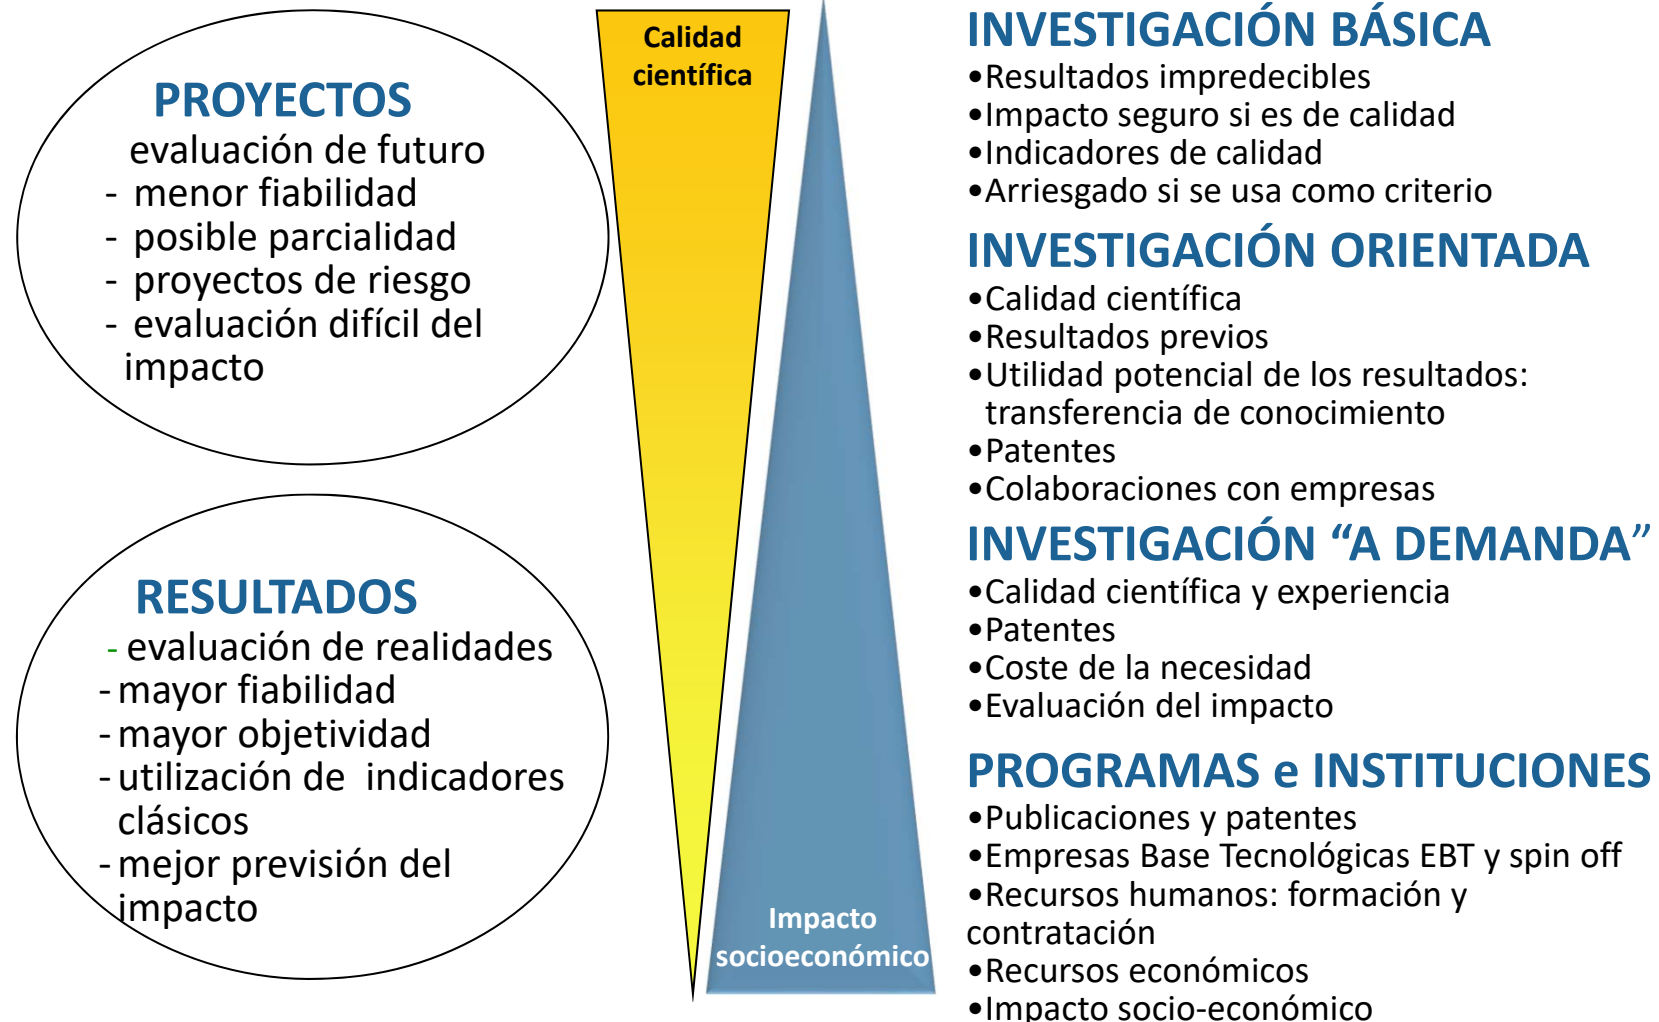 PROYECTOS
evaluación de futuro
- menor fiabilidad
- posible parcialidad
- proyectos de riesgo
- evaluación difícil del
impacto
RESULTADOS
- evaluación de realidades
- mayor fiabilidad
- mayor objetividad
- utilización de indicadores
clásicos
- mejor previsión del
impacto
Calidad
científica
Impacto
socioeconómico
INVESTIGACIÓN BÁSICA
•Resultados impredecibles
•Impacto seguro si es de calidad
•Indicadores de calidad
•Arriesgado si se usa como criterio
INVESTIGACIÓN ORIENTADA
•Calidad científica
•Resultados previos
•Utilidad potencial de los resultados:
transferencia de conocimiento
•Patentes
•Colaboraciones con empresas
INVESTIGACIÓN “A DEMANDA”
•Calidad científica y experiencia
•Patentes
•Coste de la necesidad
•Evaluación del impacto
PROGRAMAS e INSTITUCIONES
•Publicaciones y patentes
•Empresas Base Tecnológicas EBT y spin off
•Recursos humanos: formación y
contratación
•Recursos económicos
•Impacto socio-económico